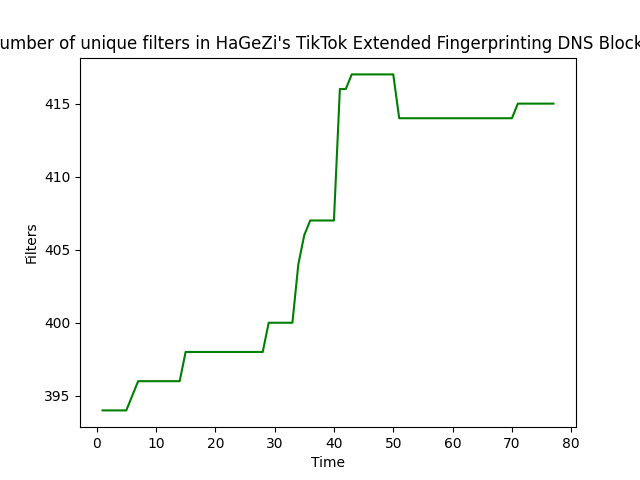 umber of unique filters in HaGeZi's TikTok Extended Fingerprinting DNS Block
415
410
405
400
395
Filters
0 10 20 30 40 50 60 70 80
Time